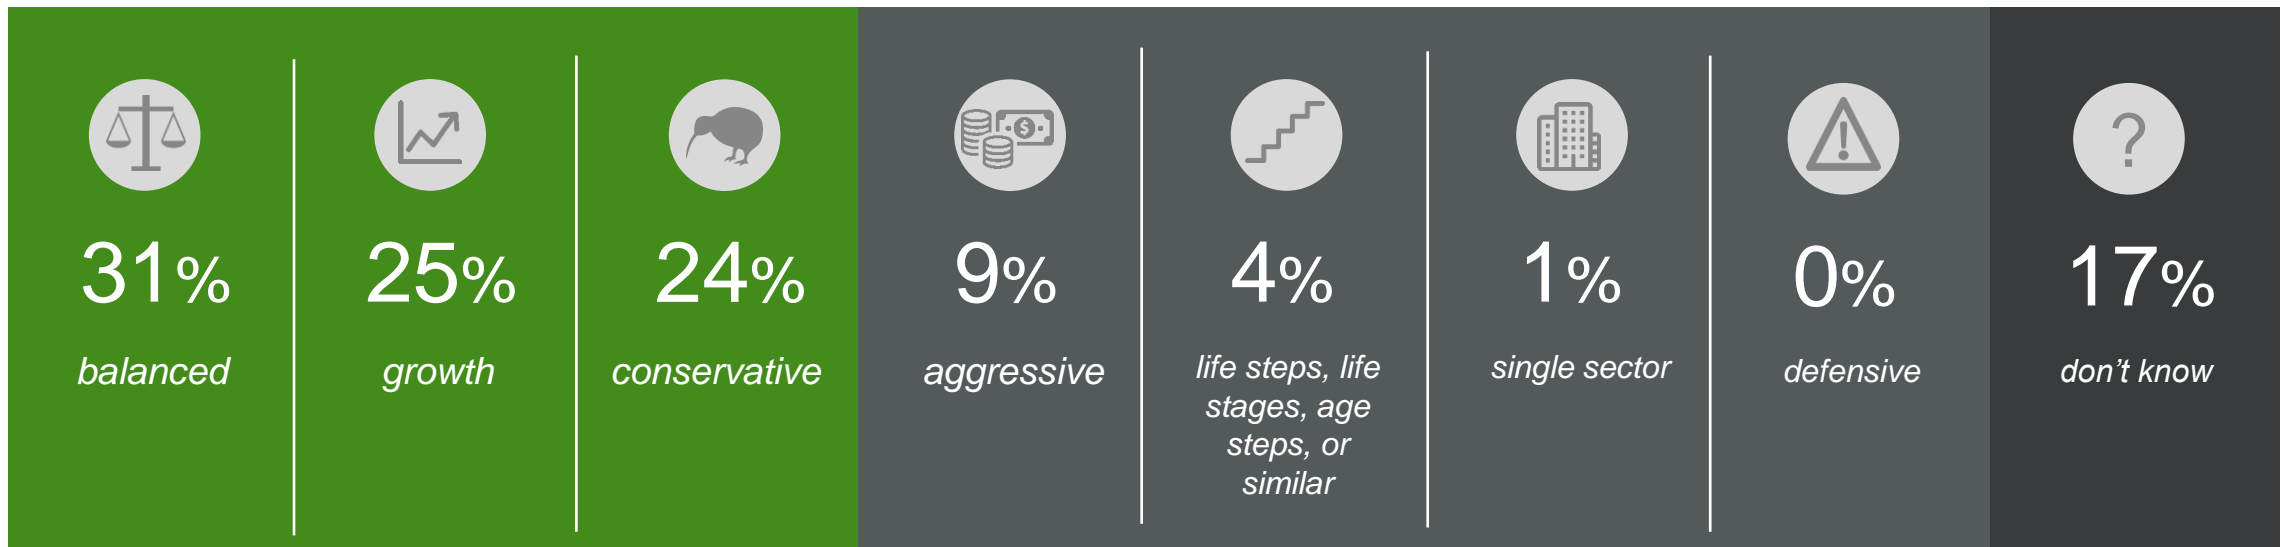 31%
balanced
25%
growth
24%
conservative
9%
aggressive
4%
life steps, life
stages, age
steps, or
similar
1%
single sector
0%
defensive
?
17%
don’t know